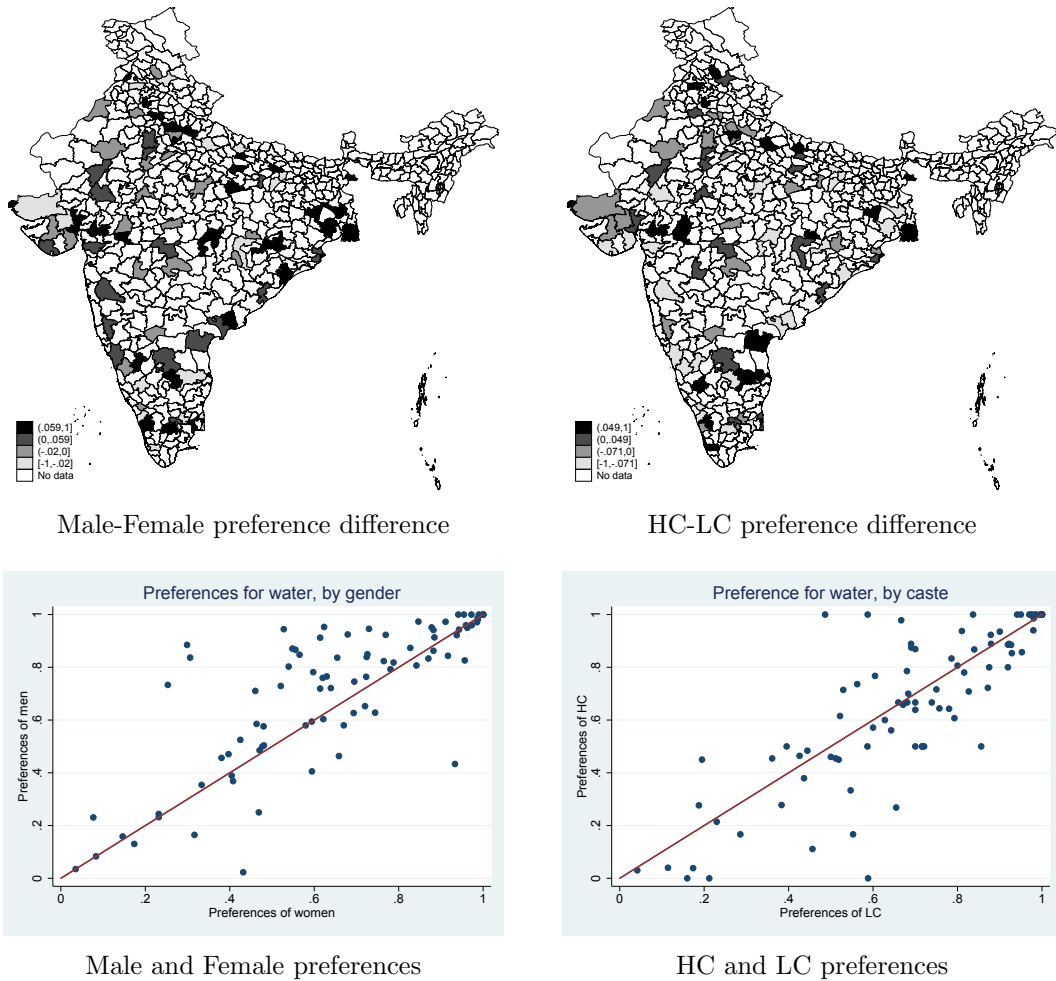 (.059,1]
(0,.059]
(-.02,0]
[-1,-.02]
No data
Male-Female preference difference
(.049,1]
(0,.049]
(-.071,0]
[-1,-.071]
No data
HC-LC preference difference
Preferences for water, by gender
Preferences of men
0 .2 .4 .6 .8 1
0 .2 .4 .6 .8 1
Preferences of women
Male and Female preferences
Preference for water, by caste
Preferences of HC
0 .2 .4 .6 .8 1
0 .2 .4 .6 .8 1
Preferences of LC
HC and LC preferences